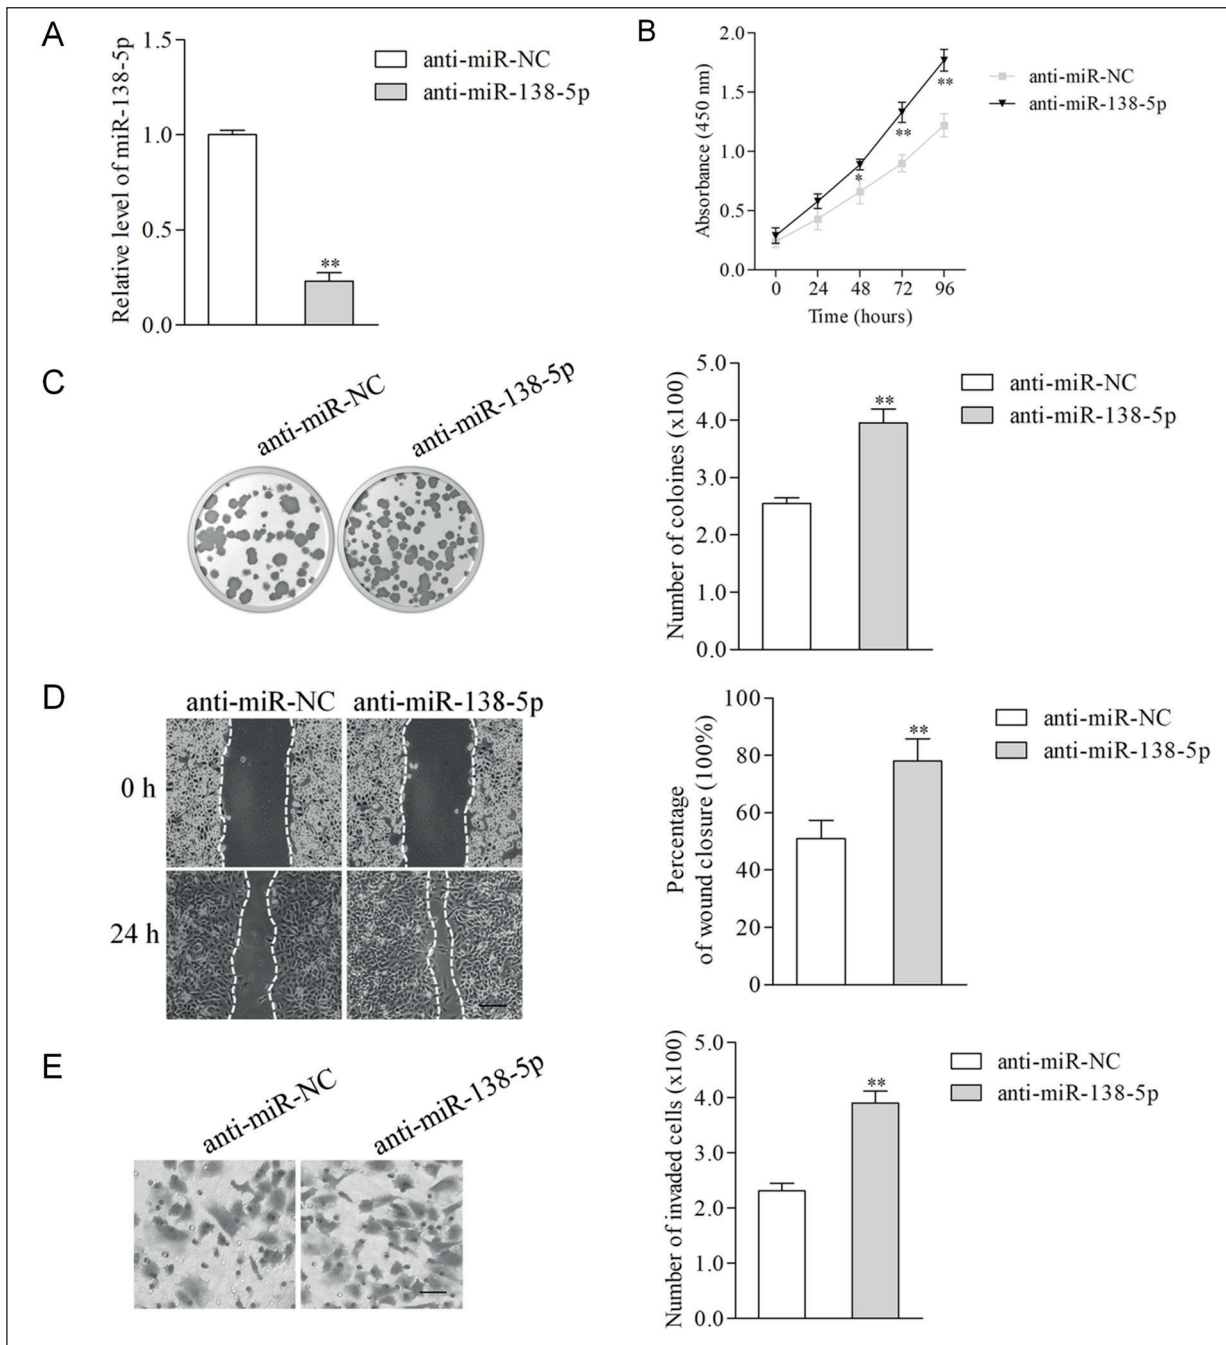 A
Relative level of miR-138-5p
1.5
1.0
0.5
0.0
**
anti-miR-NC
anti-miR-138-5p
B
Absorbance (450 nm)
2.0
1.5
1.0
0.5
0.0
*
**
**
0 24 48 72 96
Time (hours)
anti-miR-NC
anti-miR-138-5p
C
anti-miR-NC
anti-miR-138-5p
Number of coloines (x100)
5.0
4.0
3.0
2.0
1.0
0.0
**
anti-miR-NC
anti-miR-138-5p
D
anti-miR-NC anti-miR-138-5p
0 h
24 h
Percentage
of wound closure (100%)
100
80
60
40
20
0
**
anti-miR-NC
anti-miR-138-5p
E
anti-miR-NC
anti-miR-138-5p
Number of invaded cells (x100)
5.0
4.0
3.0
2.0
1.0
0.0
**
anti-miR-NC
anti-miR-138-5p